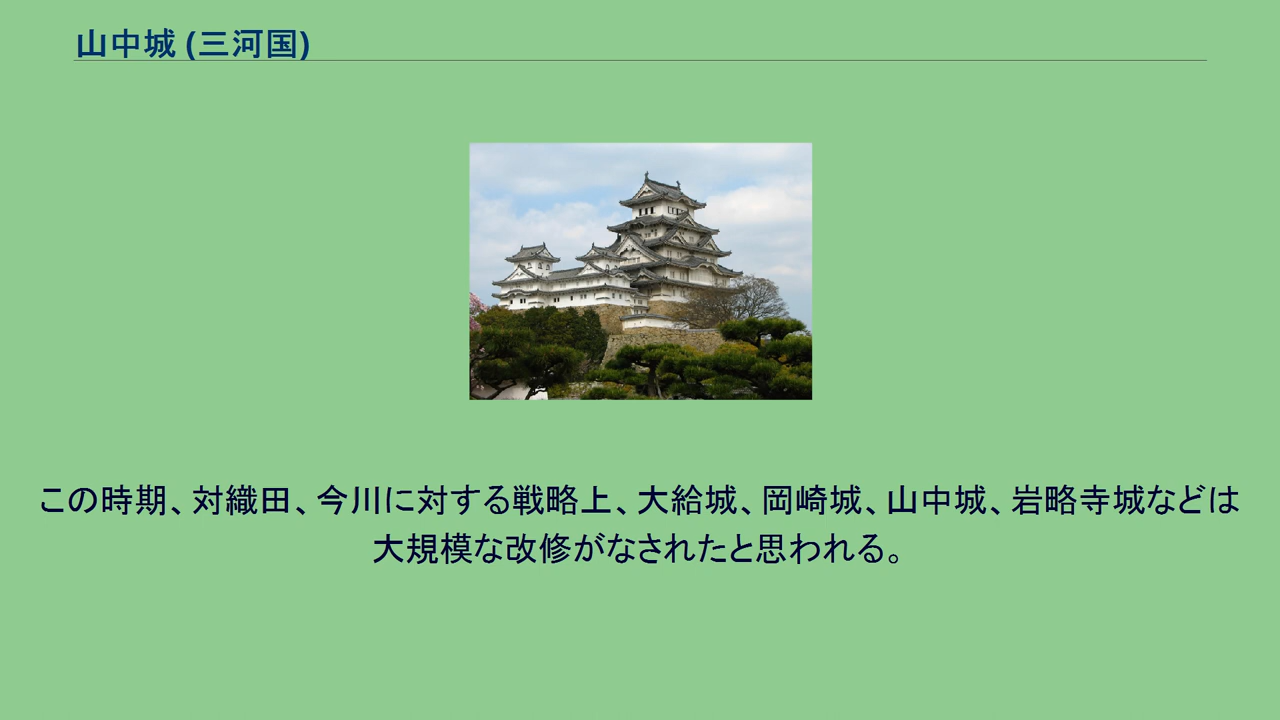 山中城 (三河国)
この時期、対織田、今川に対する戦略上、大給城、岡崎城、山中城、岩略寺城などは
大規模な改修がなされたと思われる。